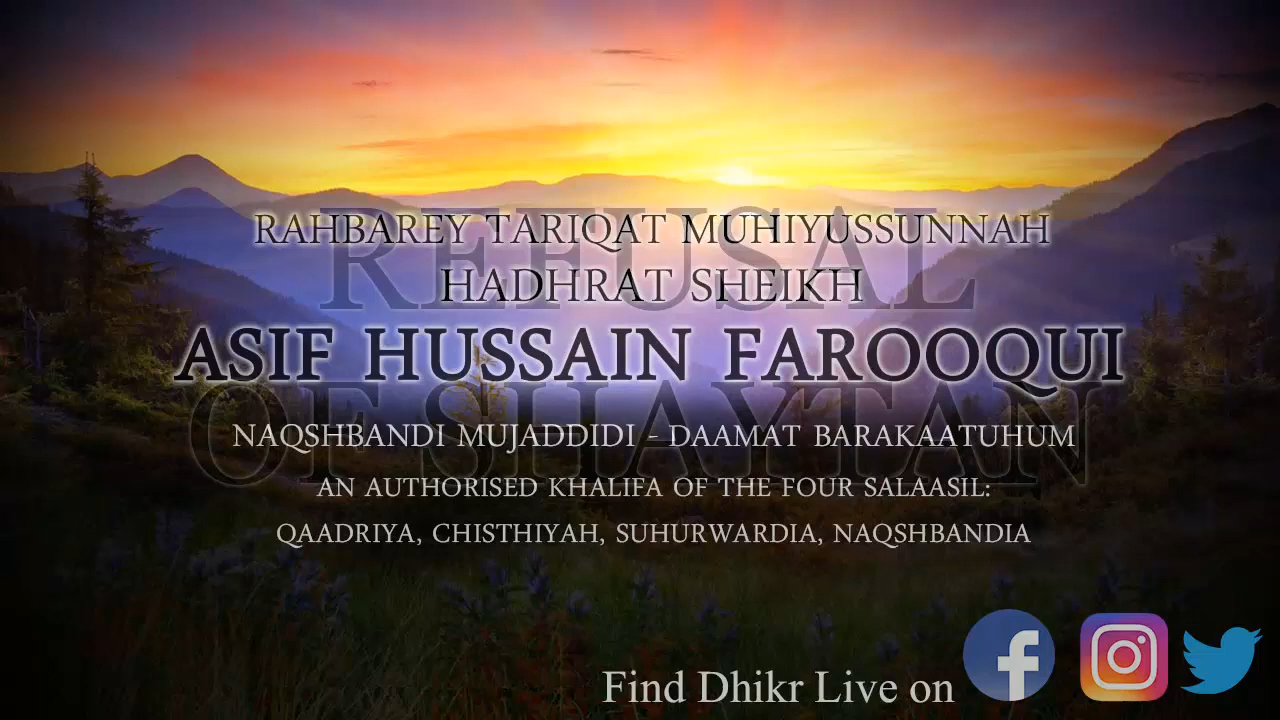 RAHBAREY TARIQAT MUHIYUSSUNNAH
REFUSAL
HADHRAT SHEIKH
ASIF HUSSAIN FAROOQUI
OF SHAYTAN
NAQSHBANDI MUJADDIDI - DAAMAT BARAKAATUHUM
AN AUTHORISED KHALIFA OF THE FOUR SALAASIL:
QAADRIYA, CHISTHIYAH, SUHURWARDIA, NAQSHBANDIA
Find Dhikr Live on